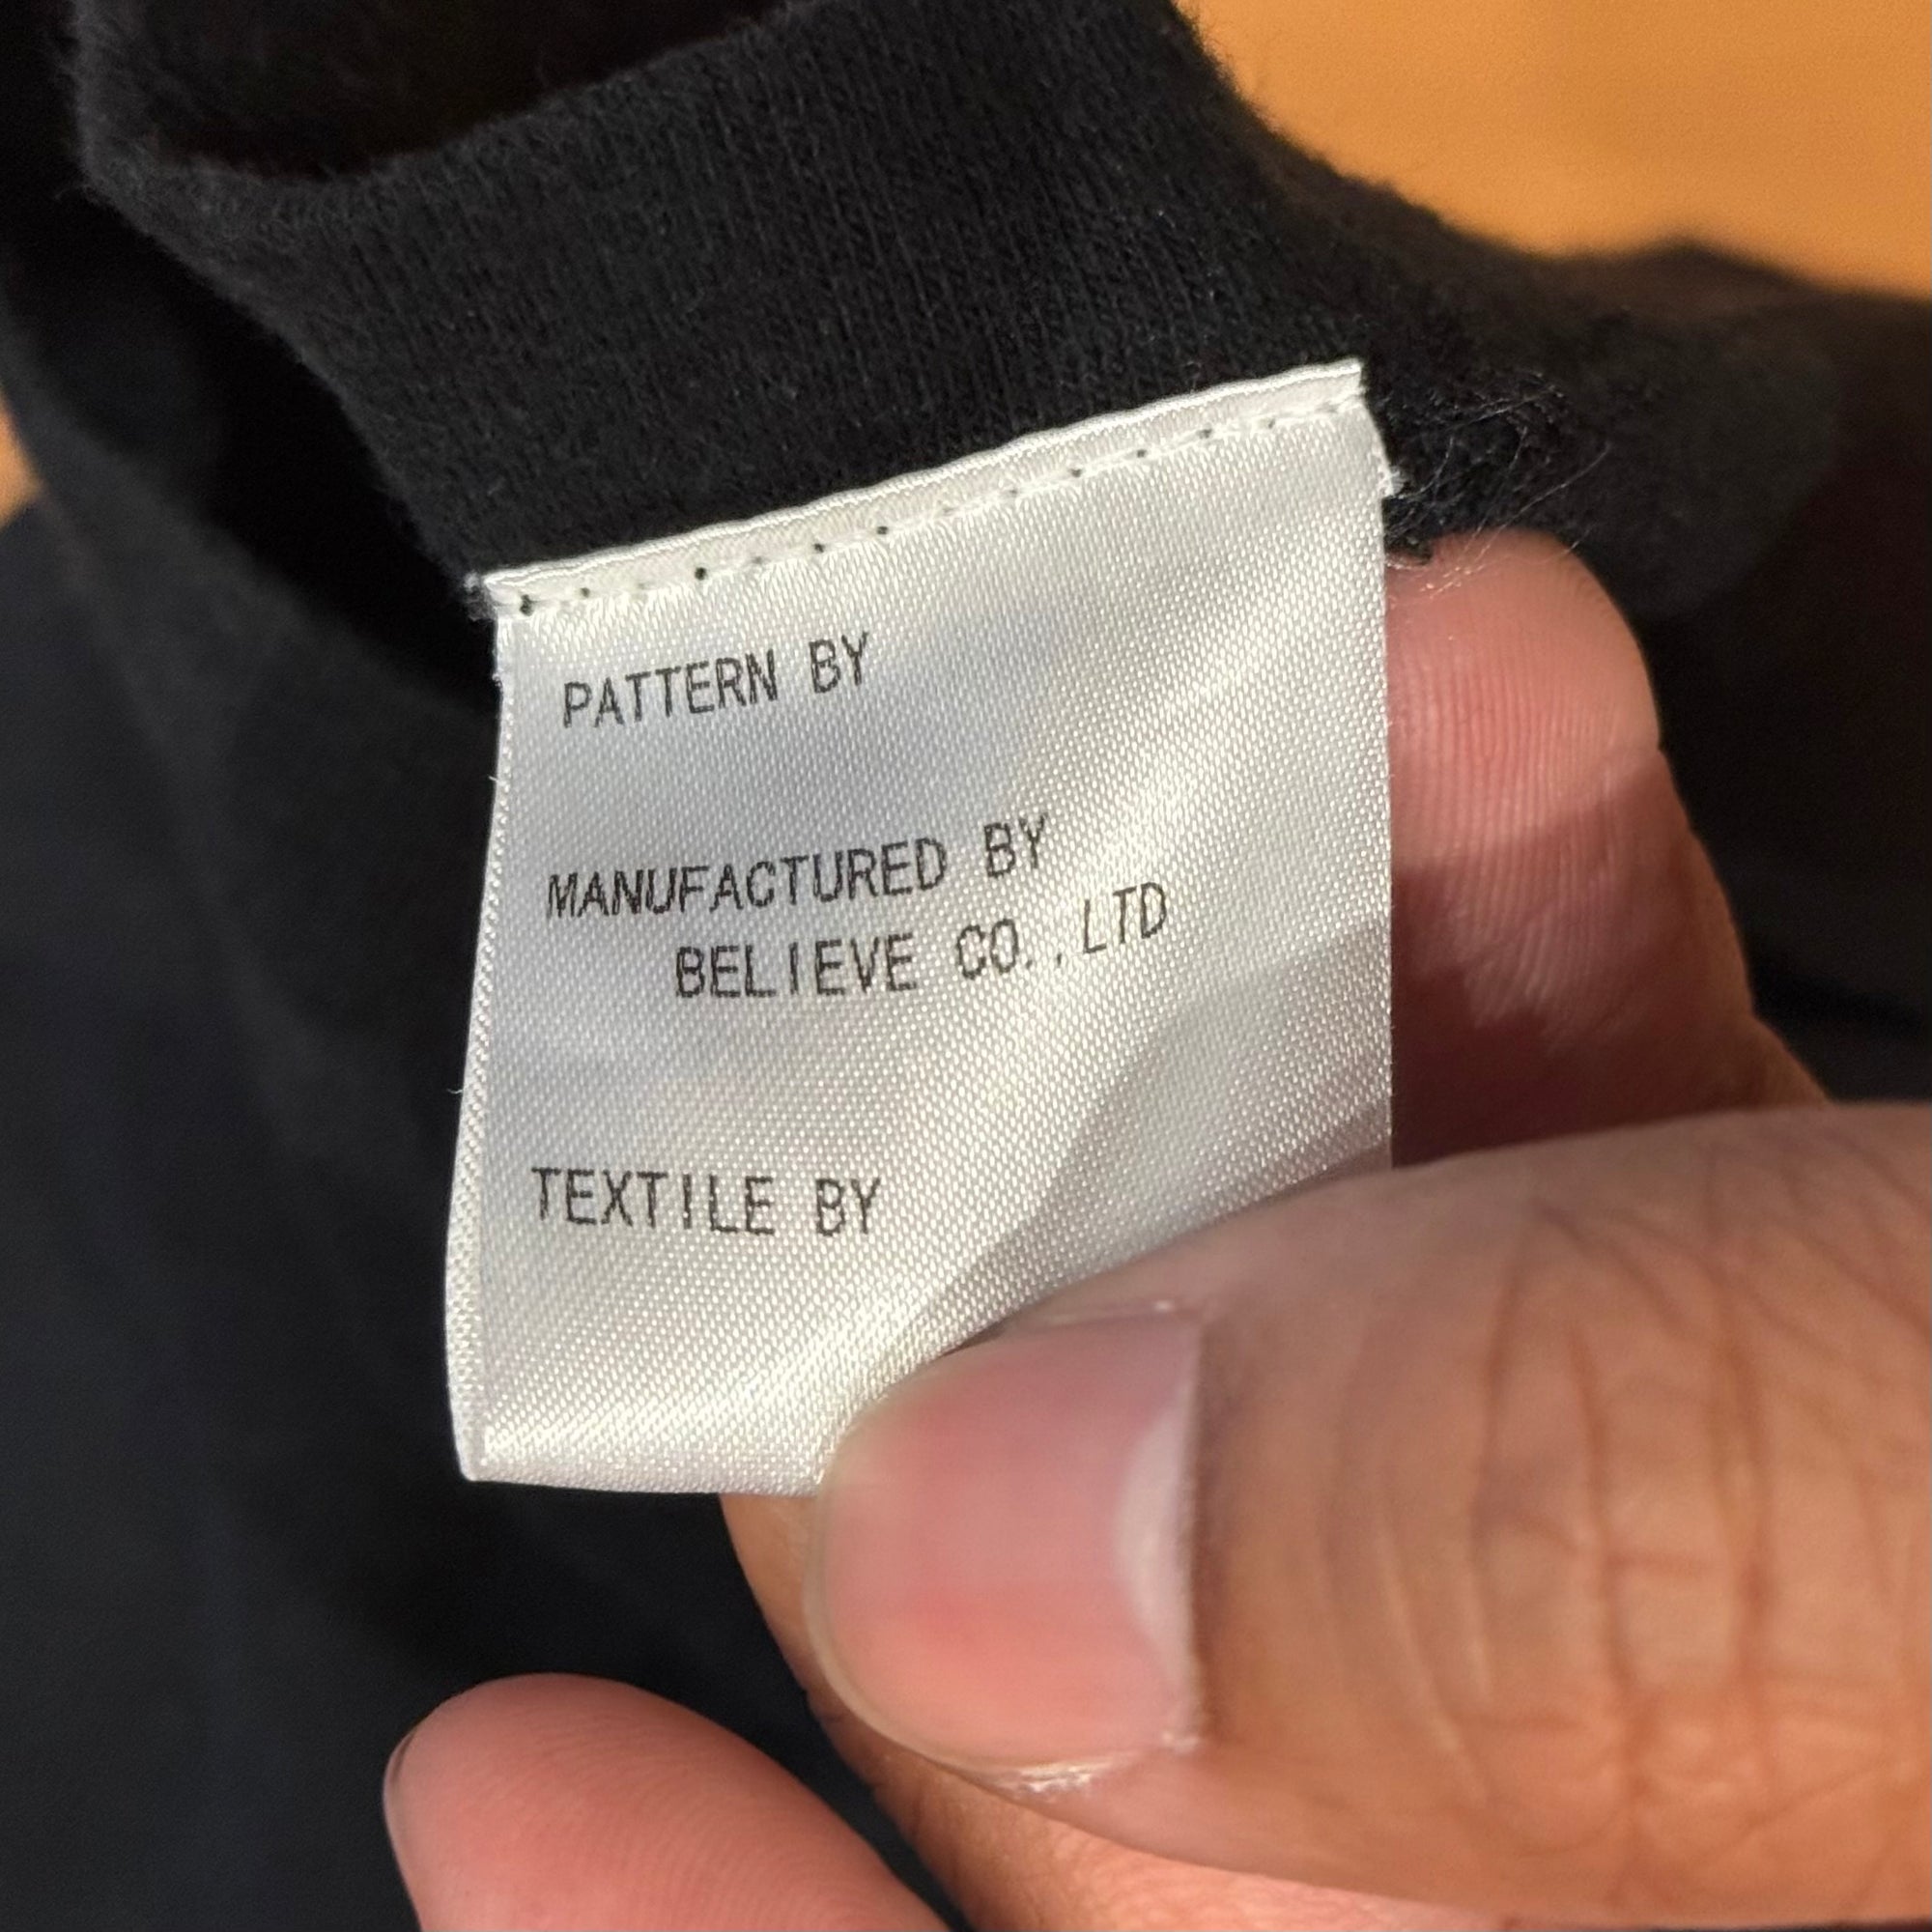 PATTERN BY
MANUFACTURED BY
BELIEVE CO.,LTD
TEXTILE BY